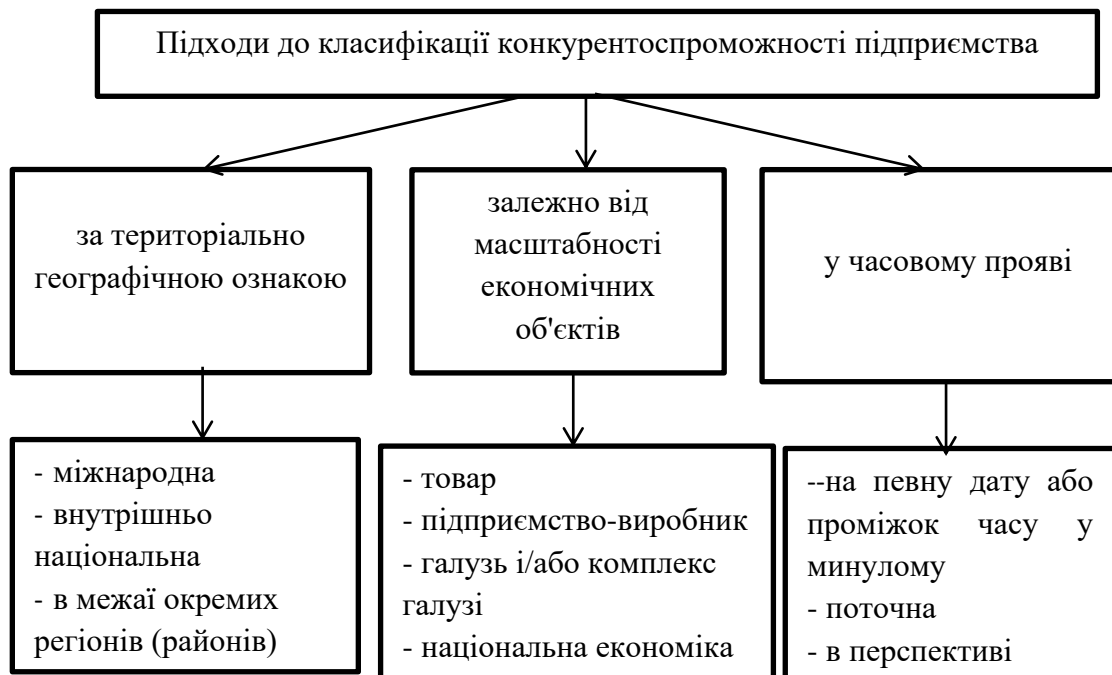 Підходи до класифікації конкурентоспроможності підприємства
за територіально
географічною ознакою
залежно від
масштабності
економічних
об'єктів
у часовому прояві
- міжнародна
- внутрішньо
національна
- в межаї окремих
регіонів (районів)
- товар
- підприємство-виробник
- галузь і/або комплекс
галузі
- національна економіка
--на певну дату або
проміжок часу у
минулому
- поточна
- в перспективі